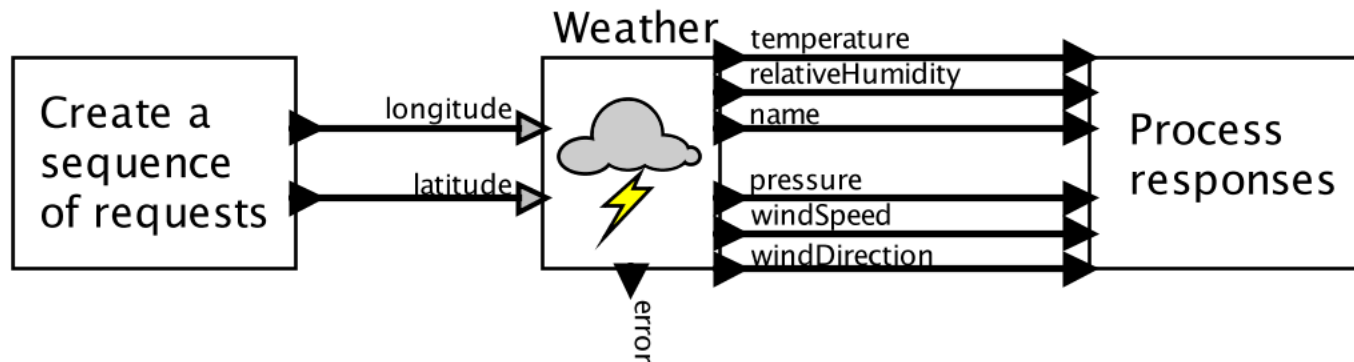 Weather
Create a
sequence
of requests
longitude
latitude
temperature
relativeHumidity
name
pressure
windSpeed
windDirection
error
Process
responses